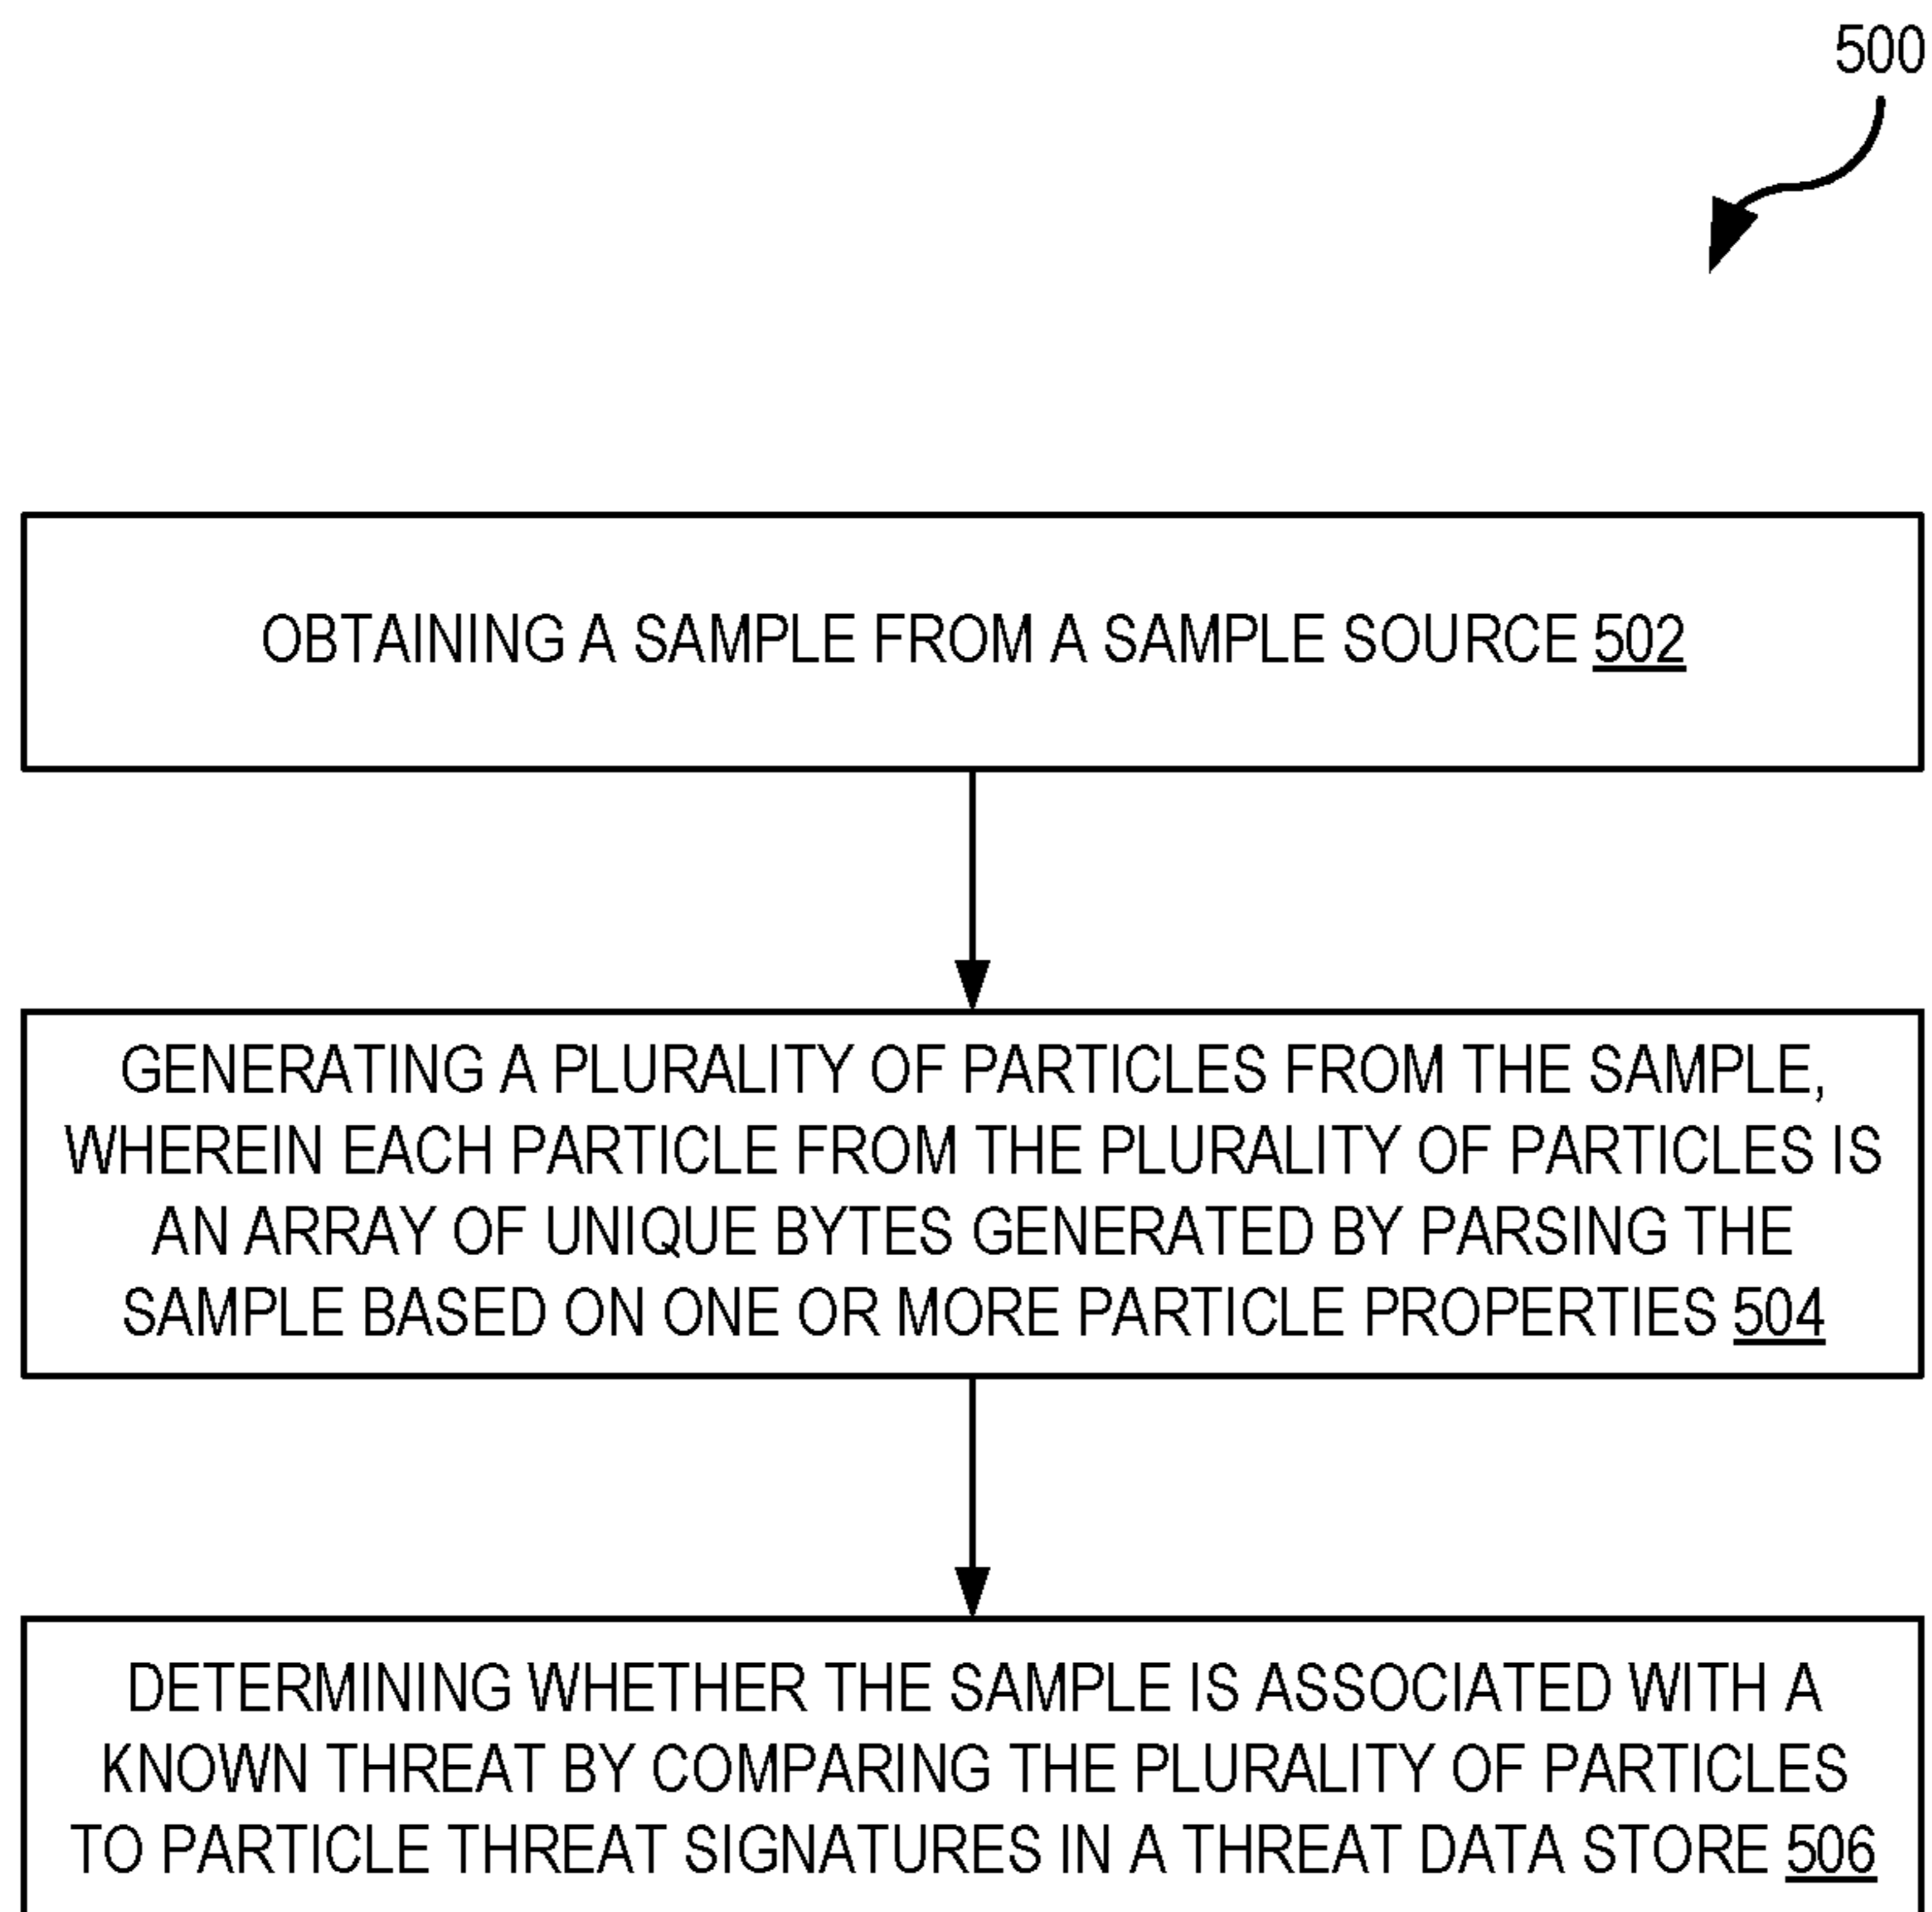 500
OBTAINING A SAMPLE FROM A SAMPLE SOURCE 502
GENERATING A PLURALITY OF PARTICLES FROM THE SAMPLE,
WHEREIN EACH PARTICLE FROM THE PLURALITY OF PARTICLES IS
AN ARRAY OF UNIQUE BYTES GENERATED BY PARSING THE
SAMPLE BASED ON ONE OR MORE PARTICLE PROPERTIES 504
DETERMINING WHETHER THE SAMPLE IS ASSOCIATED WITH A
KNOWN THREAT BY COMPARING THE PLURALITY OF PARTICLES
TO PARTICLE THREAT SIGNATURES IN A THREAT DATA STORE 506